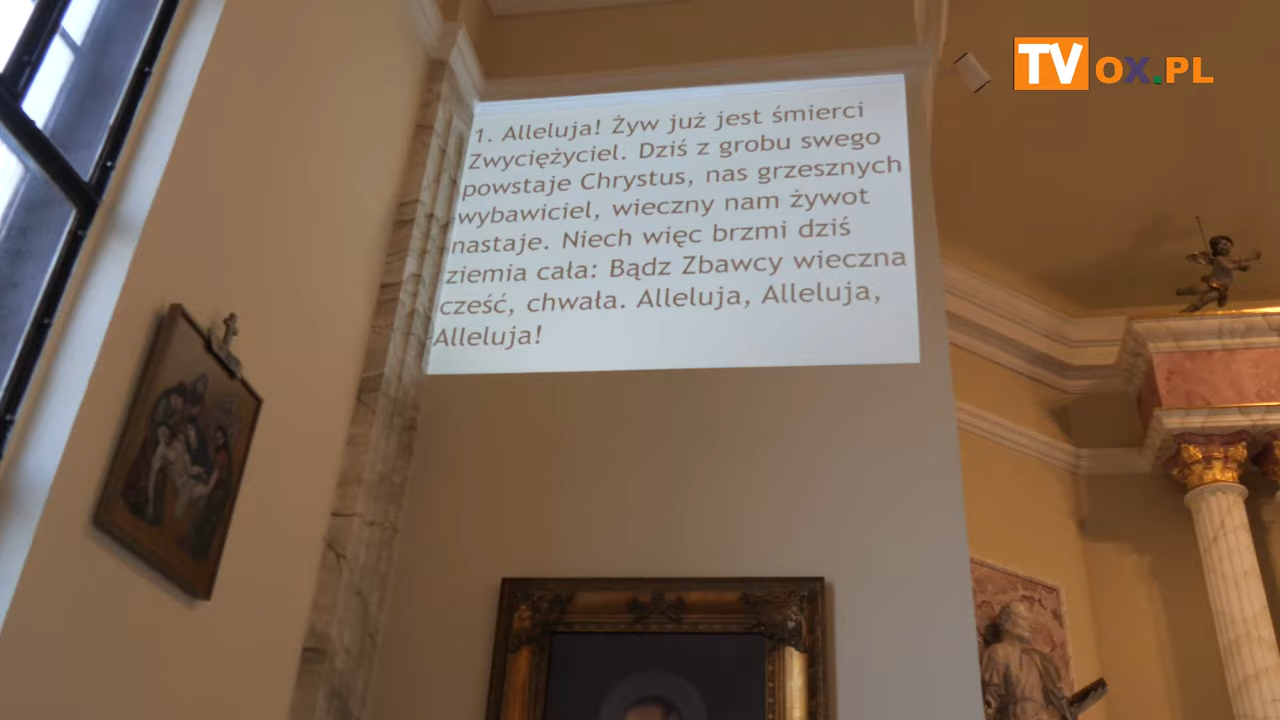 TVOX.PL
1. Alleluja! Żyw już jest śmierci
Zwyciężyciel. Dziś z grobu swego
powstaje Chrystus, nas grzesznych
wybawiciel, wieczny nam żywot
nastaje. Niech więc brzmi dziś
ziemia cała: Bądz Zbawcy wieczna
cześć, chwała. Alleluja, Alleluja,
Alleluja!